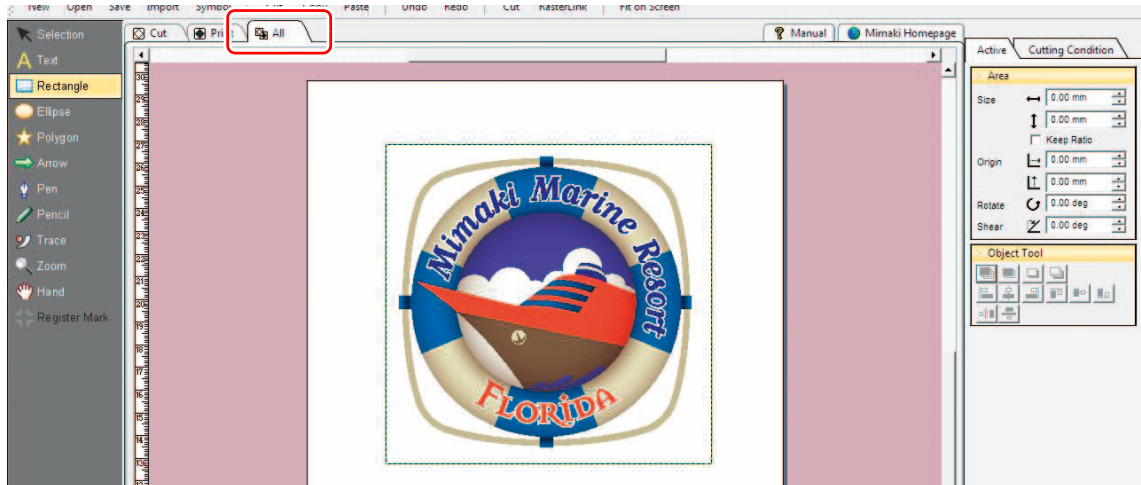 New Open Save Import Symbol Paste Undo Redo Cut RasterLink Fit on Screen
Selection
Text
Rectangle
Ellipse
Polygon
Arrow
Pen
Pencil
Trace
Zoom
Hand
Register Mark
Cut Print All
Manual Mimaki Homepage
Mimaki Marine Resort
FLORIDA
Active Cutting Condition
Area
Size 0.00 mm
0.00 mm
Keep Ratio
Origin 0.00 mm
0.00 mm
Rotate 0.00 deg
Shear 0.00 deg
Object Tool